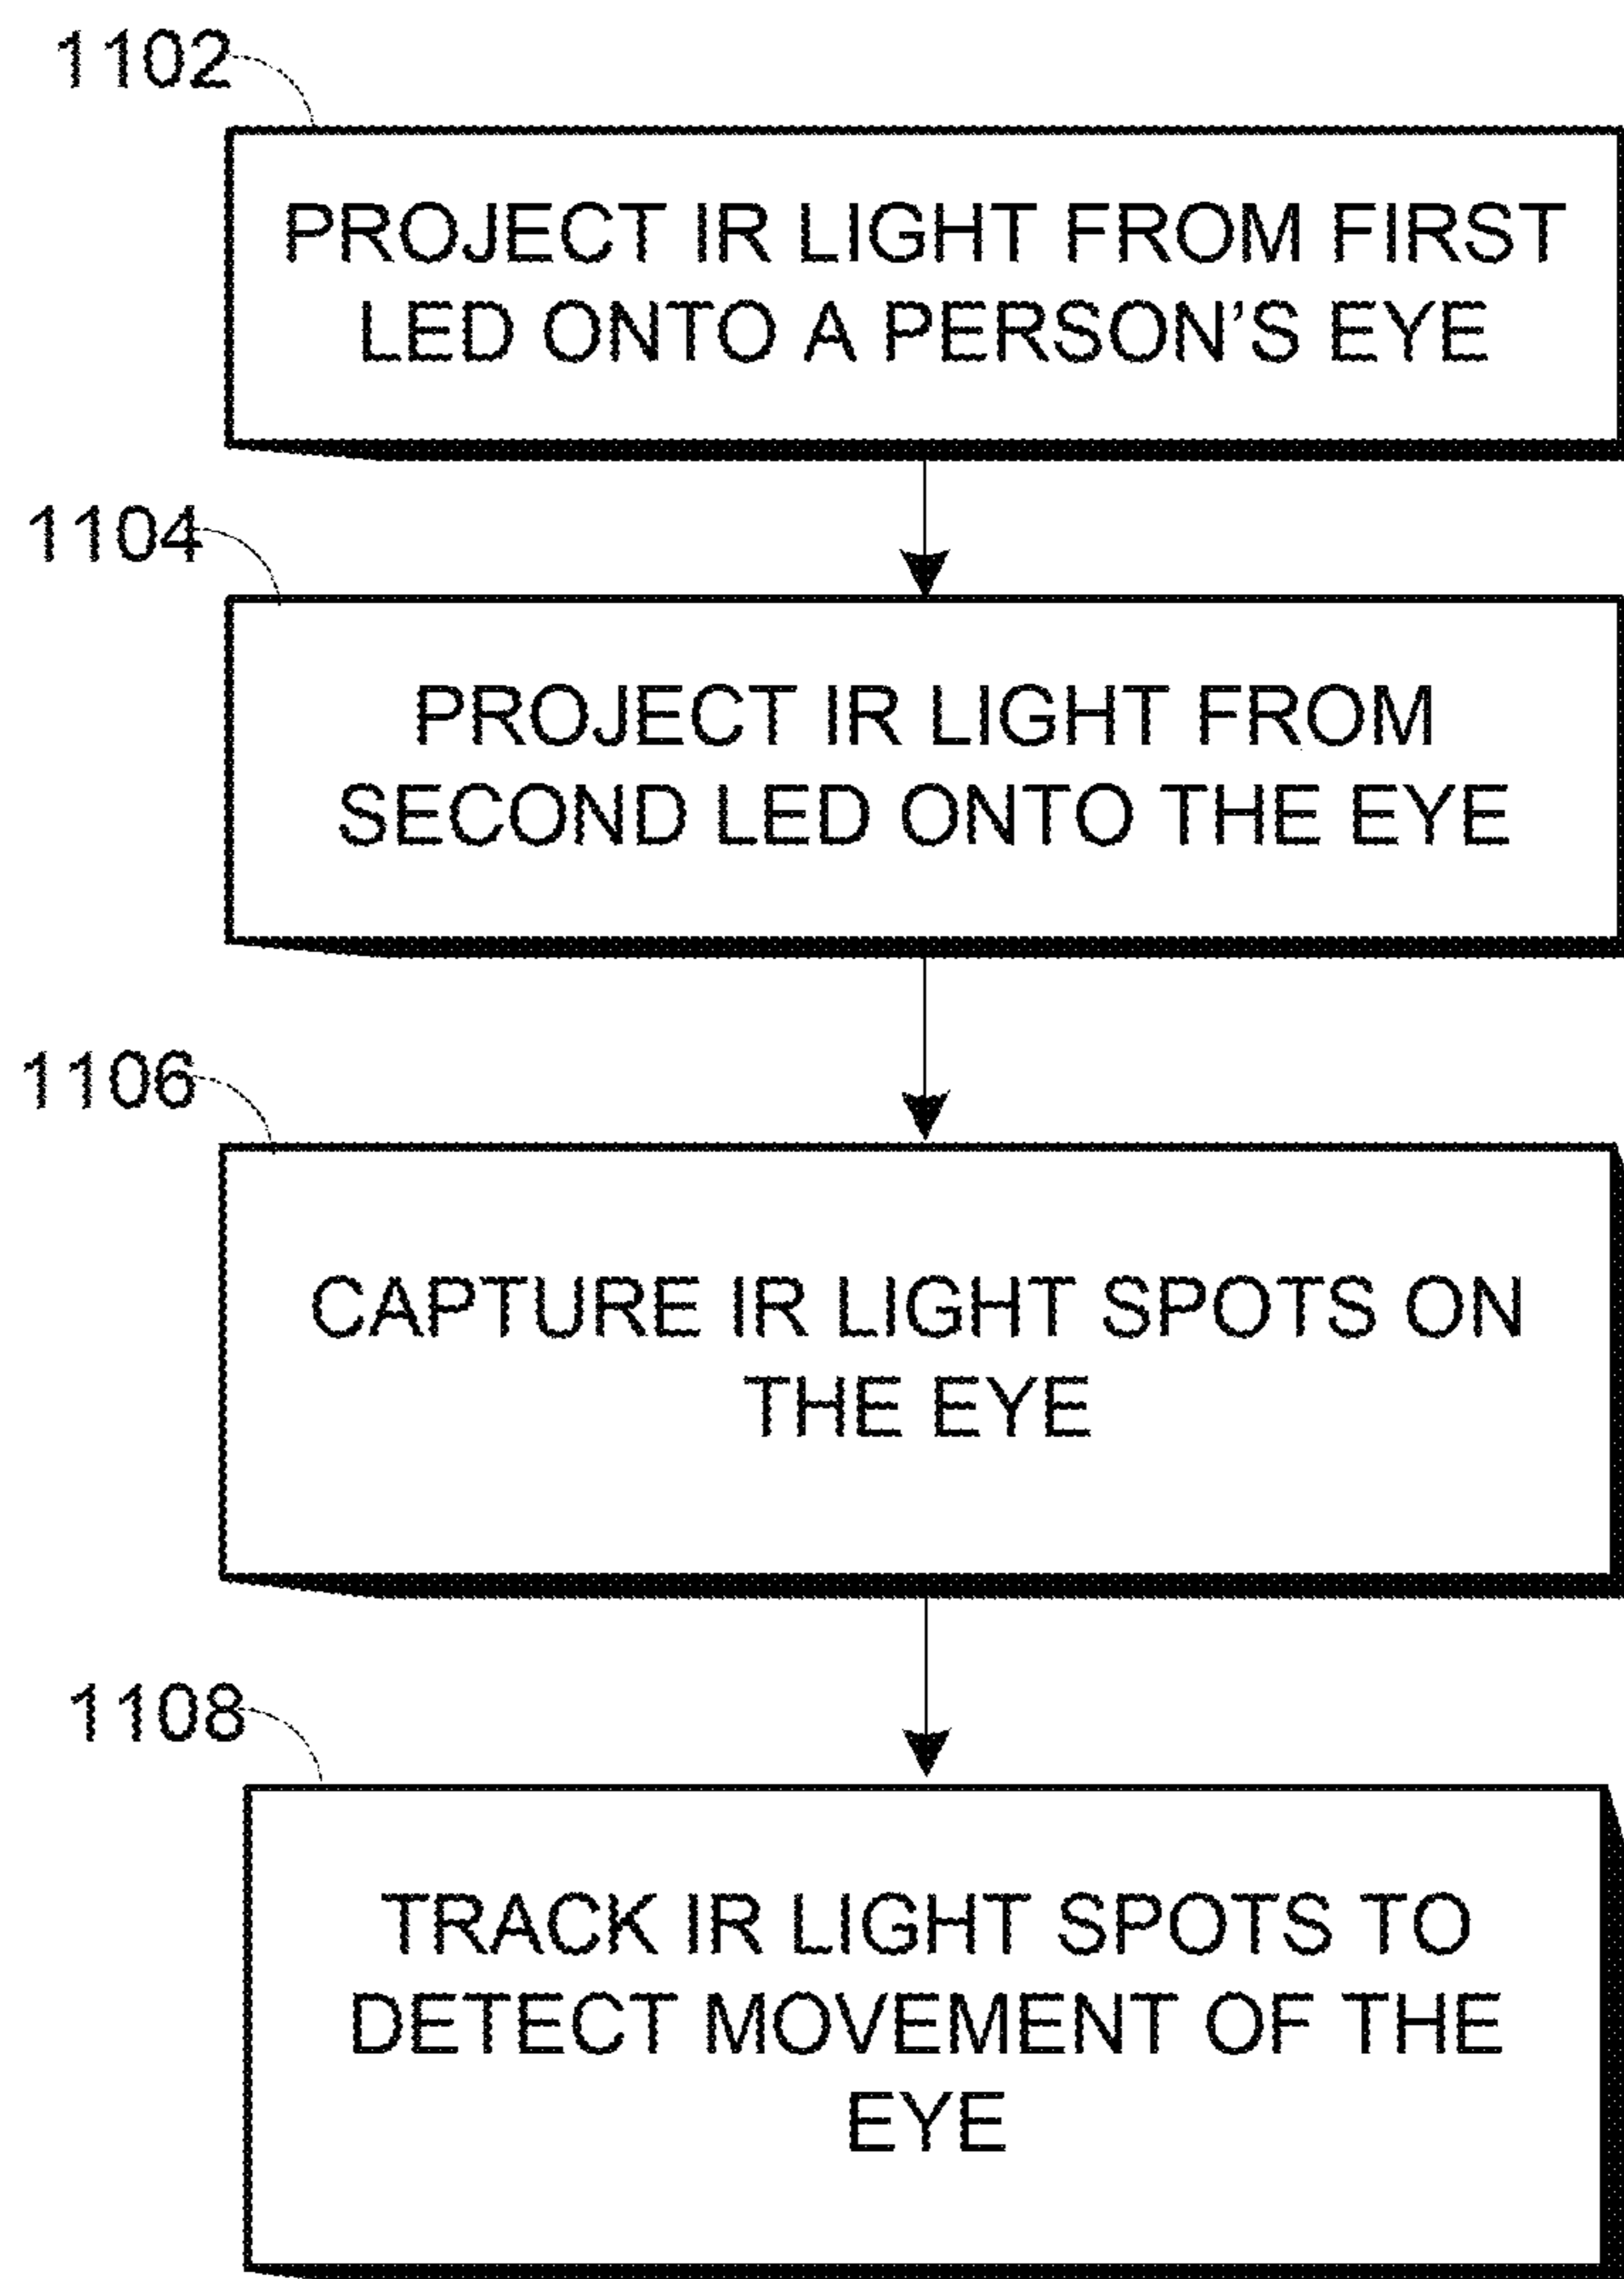 1102
PROJECT IR LIGHT FROM FIRST
LED ONTO A PERSON'S EYE
1104
PROJECT IR LIGHT FROM
SECOND LED ONTO THE EYE
1106
CAPTURE IR LIGHT SPOTS ON
THE EYE
1108
TRACK IR LIGHT SPOTS TO
DETECT MOVEMENT OF THE
EYE